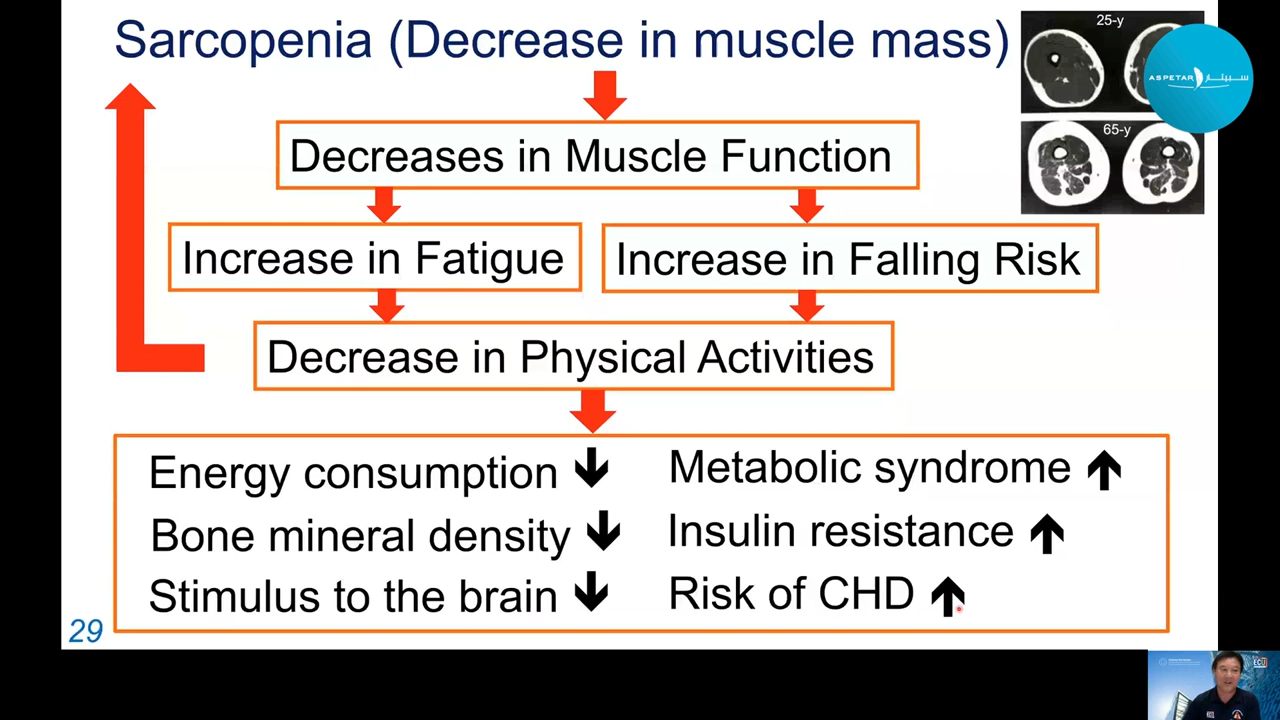 Sarcopenia (Decrease in muscle mass)
25-y
ASPETAR سبيتار
65-y
Decreases in Muscle Function
Increase in Fatigue
Increase in Falling Risk
Decrease in Physical Activities
Energy consumption ↓
Metabolic syndrome ↑
Bone mineral density ↓
Insulin resistance ↑
Stimulus to the brain ↓
Risk of CHD ↑
29
ECU